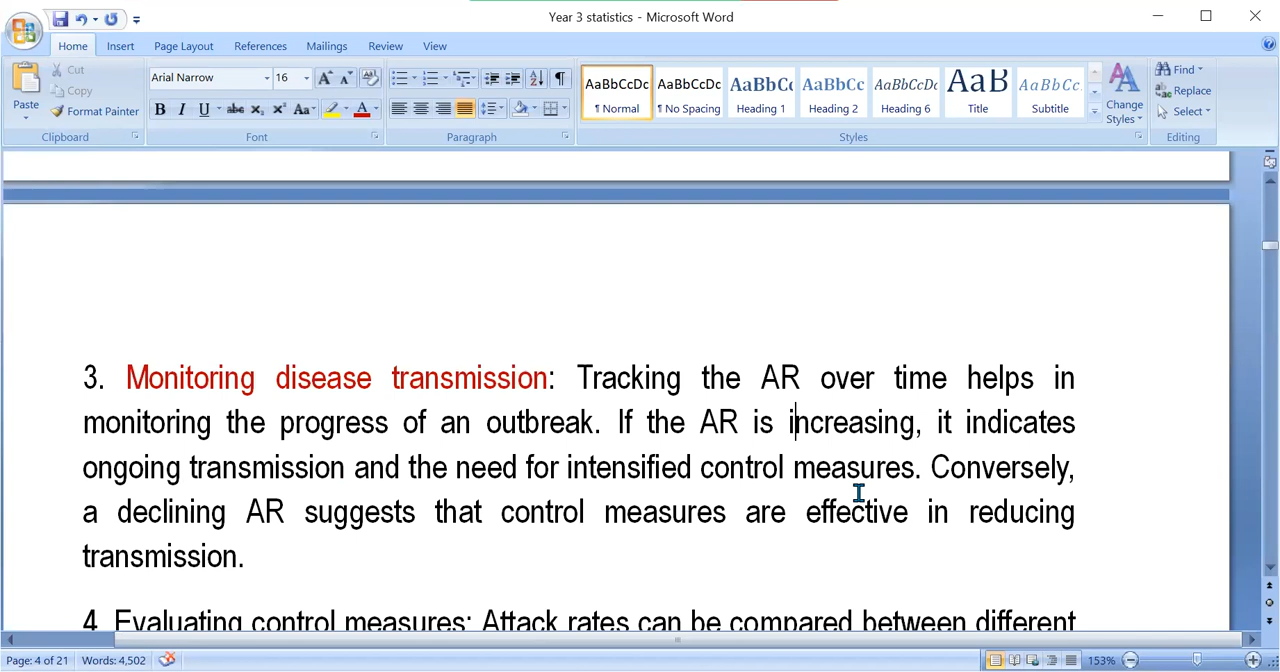 Year 3 statistics - Microsoft Word
Home Insert Page Layout References Mailings Review View
Paste
Cut
Copy
Format Painter
Clipboard
Arial Narrow 16
B I U abc X₂ X² Aa A
Font
Paragraph
AaBbCcDc AaBbCcDc AaBbCc AaBbCc AaBbCcDc AaB AaBbCc
¶ Normal ¶ No Spacing Heading 1 Heading 2 Heading 6 Title Subtitle
Change Styles
Styles
Find
Replace
Select
Editing
3. Monitoring disease transmission: Tracking the AR over time helps in
monitoring the progress of an outbreak. If the AR is increasing, it indicates
ongoing transmission and the need for intensified control measures. Conversely,
a declining AR suggests that control measures are effective in reducing
transmission.
4. Evaluating control measures: Attack rates can be compared between different
Page: 4 of 21 Words: 4,502 153%